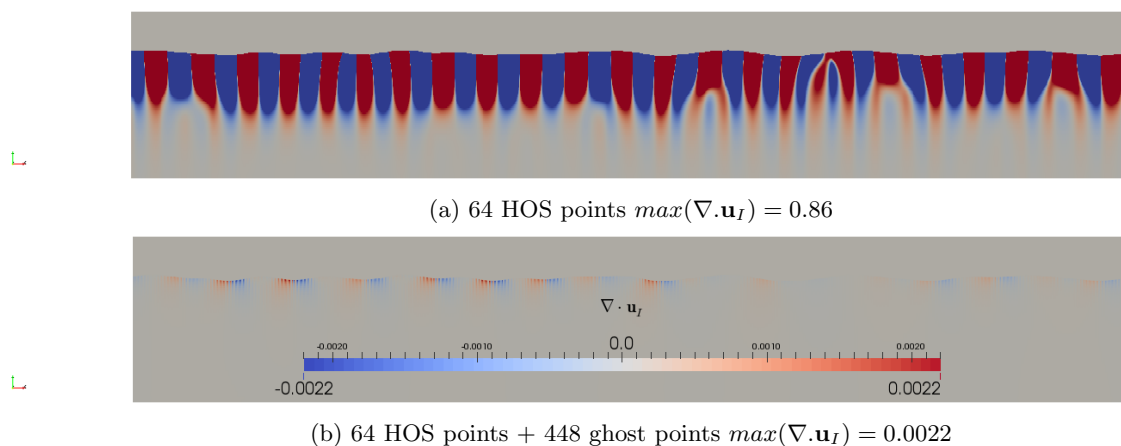 (a) 64 HOS points max(∇.𝐮_I) = 0.86
∇ · 𝐮_I
-0.0020 -0.0010 0.0 0.0010 0.0020
-0.0022 0.0022
(b) 64 HOS points + 448 ghost points max(∇.𝐮_I) = 0.0022